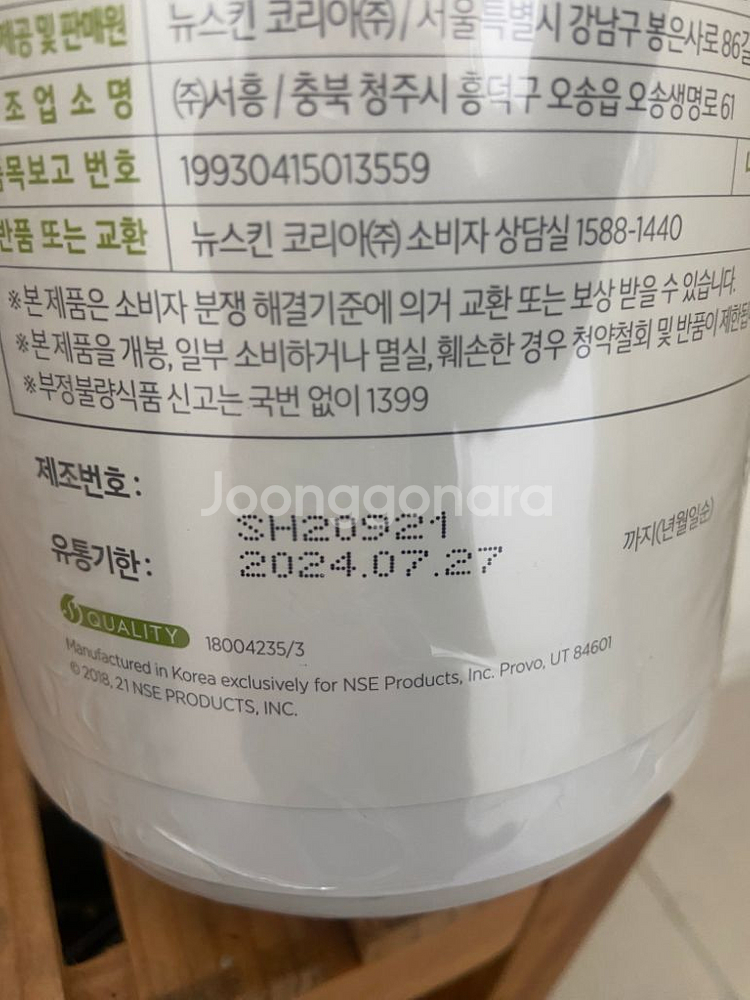 제공 및 판매원 뉴스킨 코리아(주) / 서울특별시 강남구 봉은사로 86길
조 업 소 명 (주)서흥 / 충북 청주시 흥덕구 오송읍 오송생명로 61
목보고 번호 19930415013559
반품 또는 교환 뉴스킨 코리아(주) 소비자 상담실 1588-1440
※본 제품은 소비자 분쟁 해결기준에 의거 교환 또는 보상 받을 수 있습니다.
※본 제품을 개봉, 일부 소비하거나 멸실, 훼손한 경우 청약철회 및 반품이 제한됩
※부정불량식품 신고는 국번 없이 1399
제조번호 : SH20921
Joonggonara
유통기한 : 2024.07.27 까지(년월일순)
QUALITY 18004235/3
Manufactured in Korea exclusively for NSE Products, Inc. Provo, UT 84601
© 2018, 21 NSE PRODUCTS, INC.